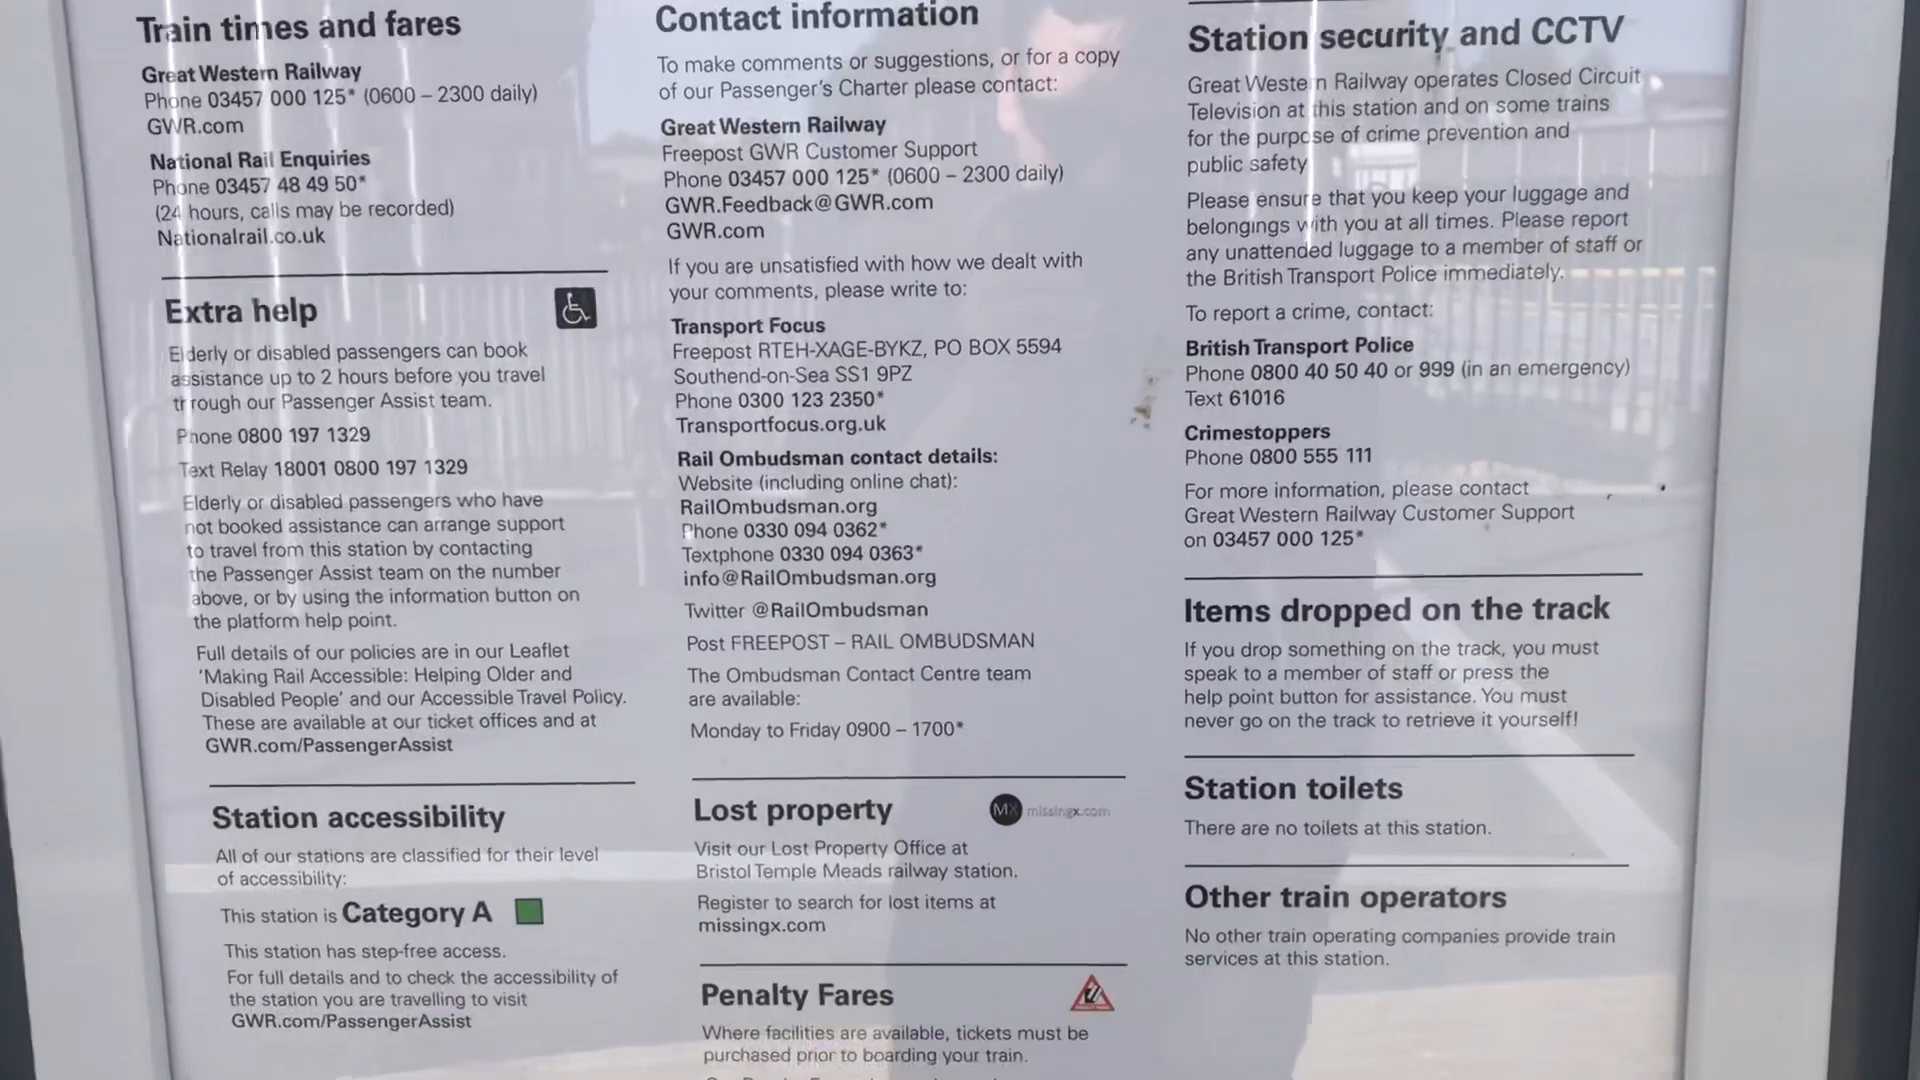 Train times and fares
Great Western Railway
Phone 03457 000 125* (0600 – 2300 daily)
GWR.com
National Rail Enquiries
Phone 03457 48 49 50*
(24 hours, calls may be recorded)
Nationalrail.co.uk
Extra help
Elderly or disabled passengers can book
assistance up to 2 hours before you travel
through our Passenger Assist team.
Phone 0800 197 1329
Text Relay 18001 0800 197 1329
Elderly or disabled passengers who have
not booked assistance can arrange support
to travel from this station by contacting
the Passenger Assist team on the number
above, or by using the information button on
the platform help point.
Full details of our policies are in our Leaflet
‘Making Rail Accessible: Helping Older and
Disabled People’ and our Accessible Travel Policy.
These are available at our ticket offices and at
GWR.com/PassengerAssist
Station accessibility
All of our stations are classified for their level
of accessibility:
This station is Category A
This station has step-free access.
For full details and to check the accessibility of
the station you are travelling to visit
GWR.com/PassengerAssist
Contact information
To make comments or suggestions, or for a copy
of our Passenger’s Charter please contact:
Great Western Railway
Freepost GWR Customer Support
Phone 03457 000 125* (0600 – 2300 daily)
GWR.Feedback@GWR.com
GWR.com
If you are unsatisfied with how we dealt with
your comments, please write to:
Transport Focus
Freepost RTEH-XAGE-BYKZ, PO BOX 5594
Southend-on-Sea SS1 9PZ
Phone 0300 123 2350*
Transportfocus.org.uk
Rail Ombudsman contact details:
Website (including online chat):
RailOmbudsman.org
Phone 0330 094 0362*
Textphone 0330 094 0363*
info@RailOmbudsman.org
Twitter @RailOmbudsman
Post FREEPOST – RAIL OMBUDSMAN
The Ombudsman Contact Centre team
are available:
Monday to Friday 0900 – 1700*
Lost property
MX missingx.com
Visit our Lost Property Office at
Bristol Temple Meads railway station.
Register to search for lost items at
missingx.com
Penalty Fares
Where facilities are available, tickets must be
purchased prior to boarding your train.
Station security and CCTV
Great Western Railway operates Closed Circuit
Television at this station and on some trains
for the purpose of crime prevention and
public safety
Please ensure that you keep your luggage and
belongings with you at all times. Please report
any unattended luggage to a member of staff or
the British Transport Police immediately.
To report a crime, contact:
British Transport Police
Phone 0800 40 50 40 or 999 (in an emergency)
Text 61016
Crimestoppers
Phone 0800 555 111
For more information, please contact
Great Western Railway Customer Support
on 03457 000 125*
Items dropped on the track
If you drop something on the track, you must
speak to a member of staff or press the
help point button for assistance. You must
never go on the track to retrieve it yourself!
Station toilets
There are no toilets at this station.
Other train operators
No other train operating companies provide train
services at this station.